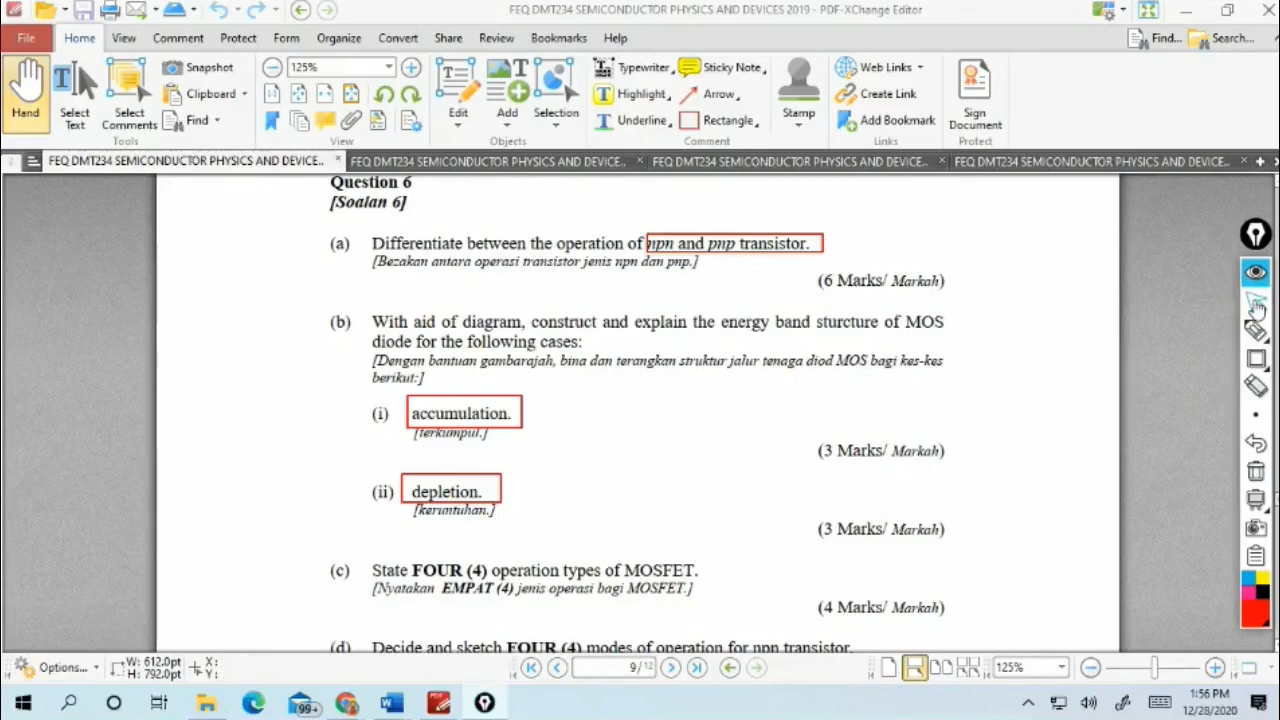 FEQ DMT234 SEMICONDUCTOR PHYSICS AND DEVICES 2019 - PDF-XChange Editor
File Home View Comment Protect Form Organize Convert Share Review Bookmarks Help Find... Search...
Hand
Select Text
Select Comments
Snapshot
Clipboard
Find
Tools
125%
View
Edit
Add
Selection
Objects
Typewriter
Highlight
Underline
Sticky Note
Arrow
Rectangle
Stamp
Comment
Web Links
Create Link
Add Bookmark
Links
Sign Document
Protect
FEQ DMT234 SEMICONDUCTOR PHYSICS AND DEVICE.. × FEQ DMT234 SEMICONDUCTOR PHYSICS AND DEVICE.. × FEQ DMT234 SEMICONDUCTOR PHYSICS AND DEVICE.. × FEQ DMT234 SEMICONDUCTOR PHYSICS AND DEVICE.. ×
Question 6
[Soalan 6]
(a) Differentiate between the operation of npn and pnp transistor.
[Bezakan antara operasi transistor jenis npn dan pnp.]
(6 Marks/ Markah)
(b) With aid of diagram, construct and explain the energy band sturcture of MOS
diode for the following cases:
[Dengan bantuan gambarajah, bina dan terangkan struktur jalur tenaga diod MOS bagi kes-kes
berikut:]
(i) accumulation.
[terkumpul.]
(3 Marks/ Markah)
(ii) depletion.
[keruntuhan.]
(3 Marks/ Markah)
(c) State FOUR (4) operation types of MOSFET.
[Nyatakan EMPAT (4) jenis operasi bagi MOSFET.]
(4 Marks/ Markah)
(d) Decide and sketch FOUR (4) modes of operation for npn transistor.
Options... W: 612.0pt X:
H: 792.0pt Y:
9/12
125%
99+
1:56 PM
12/28/2020